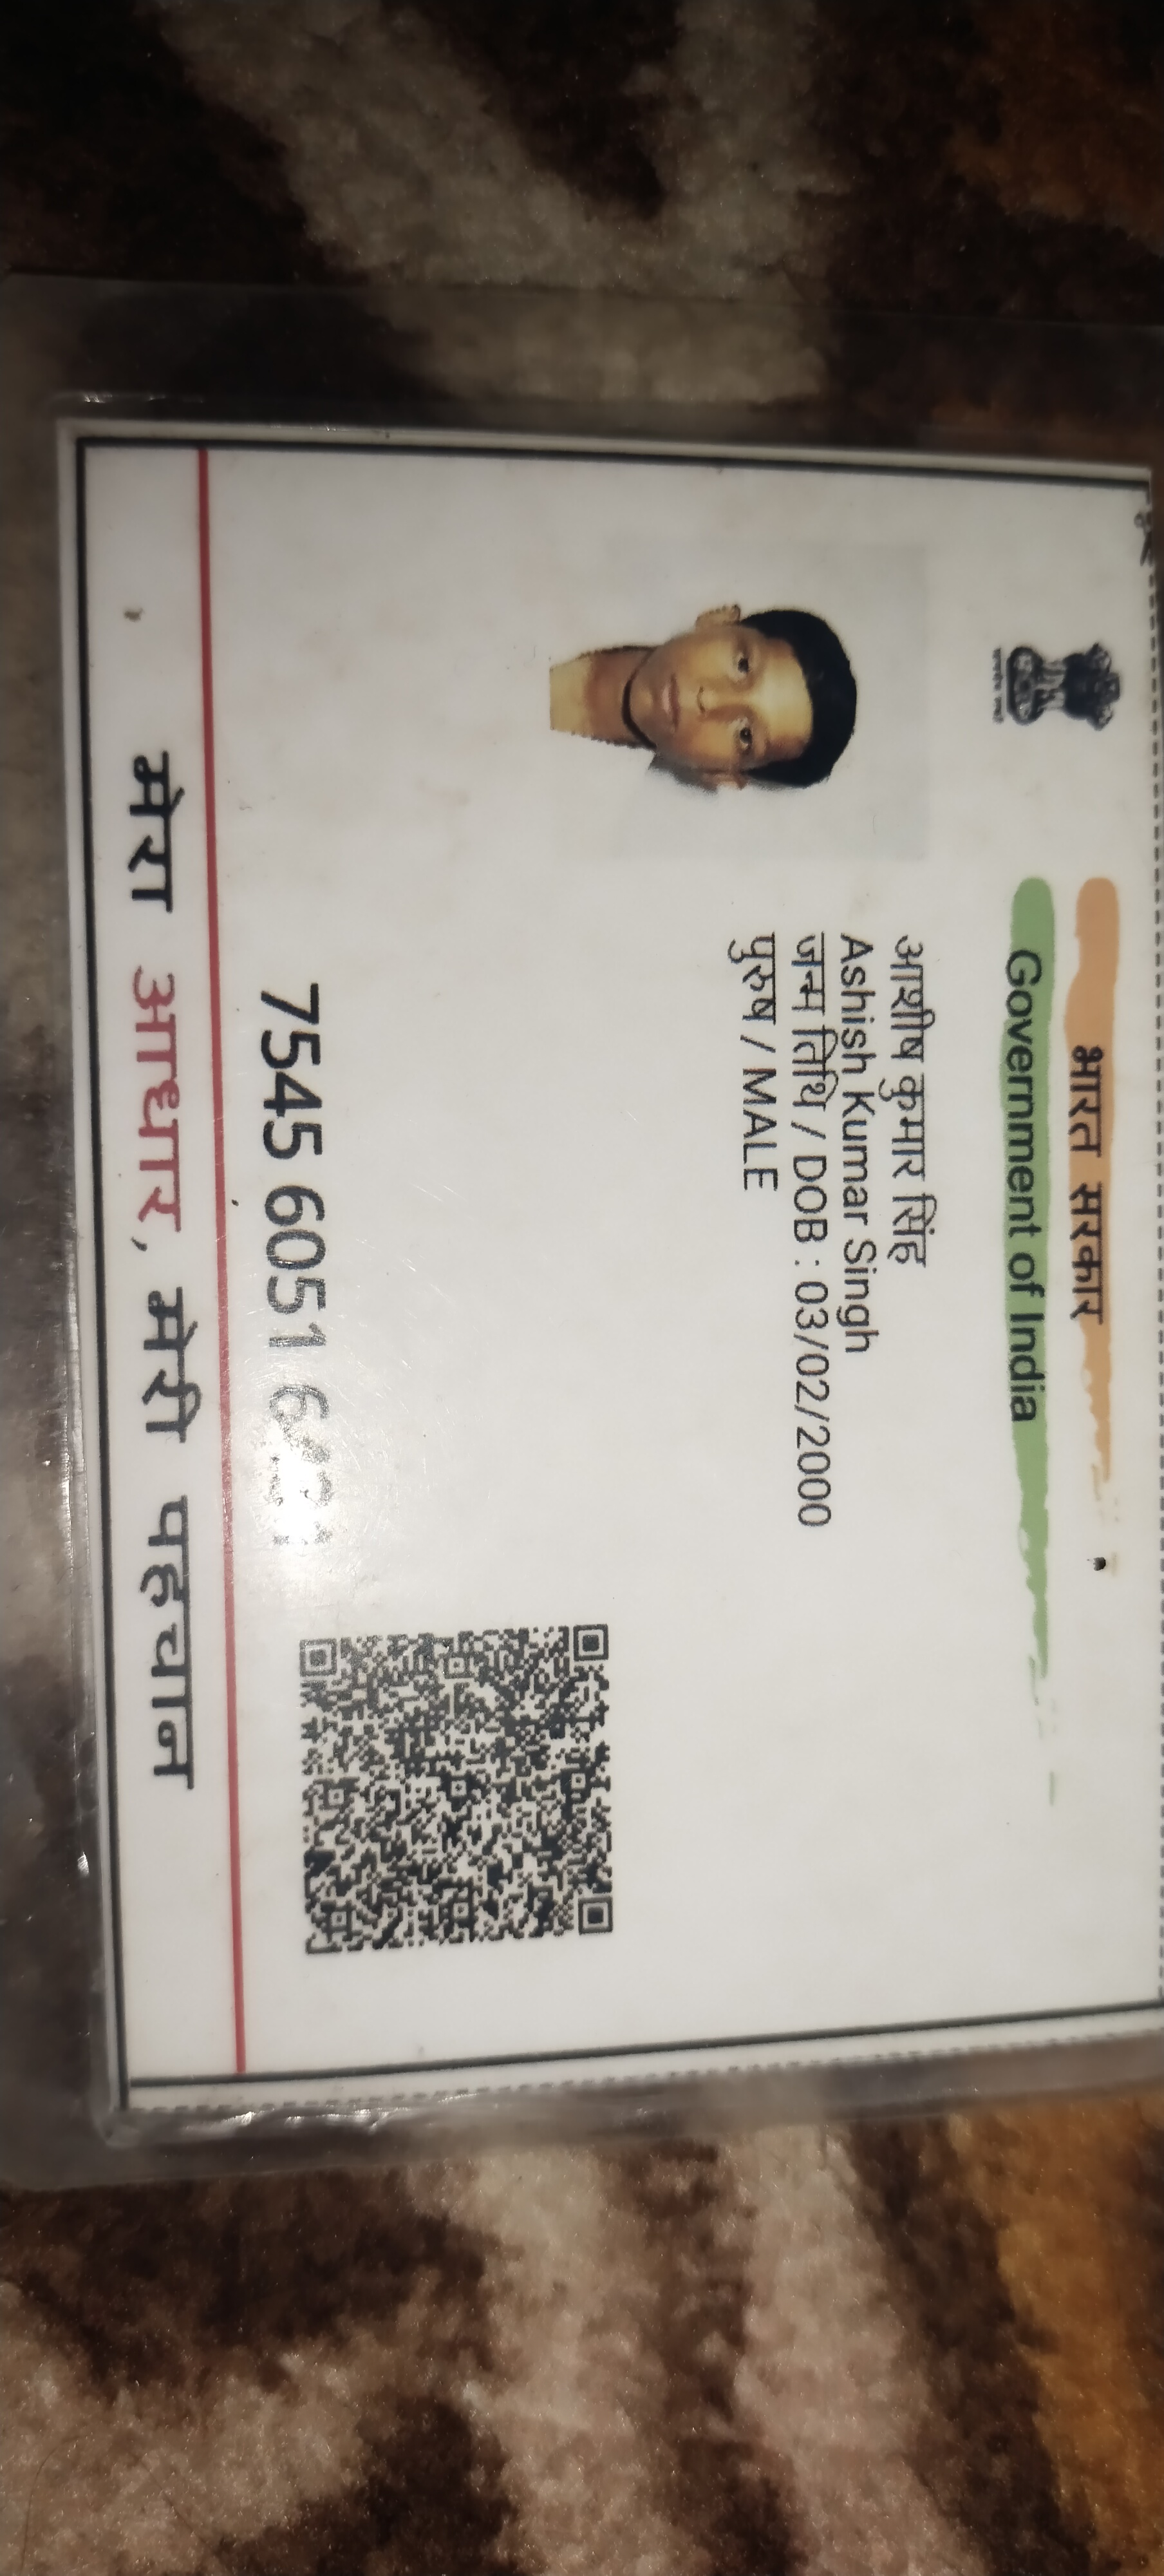 भारत सरकार
Government of India
आशीष कुमार सिंह
Ashish Kumar Singh
जन्म तिथि / DOB : 03/02/2000
पुरुष / MALE
7545 6051
मेरा आधार, मेरी पहचान